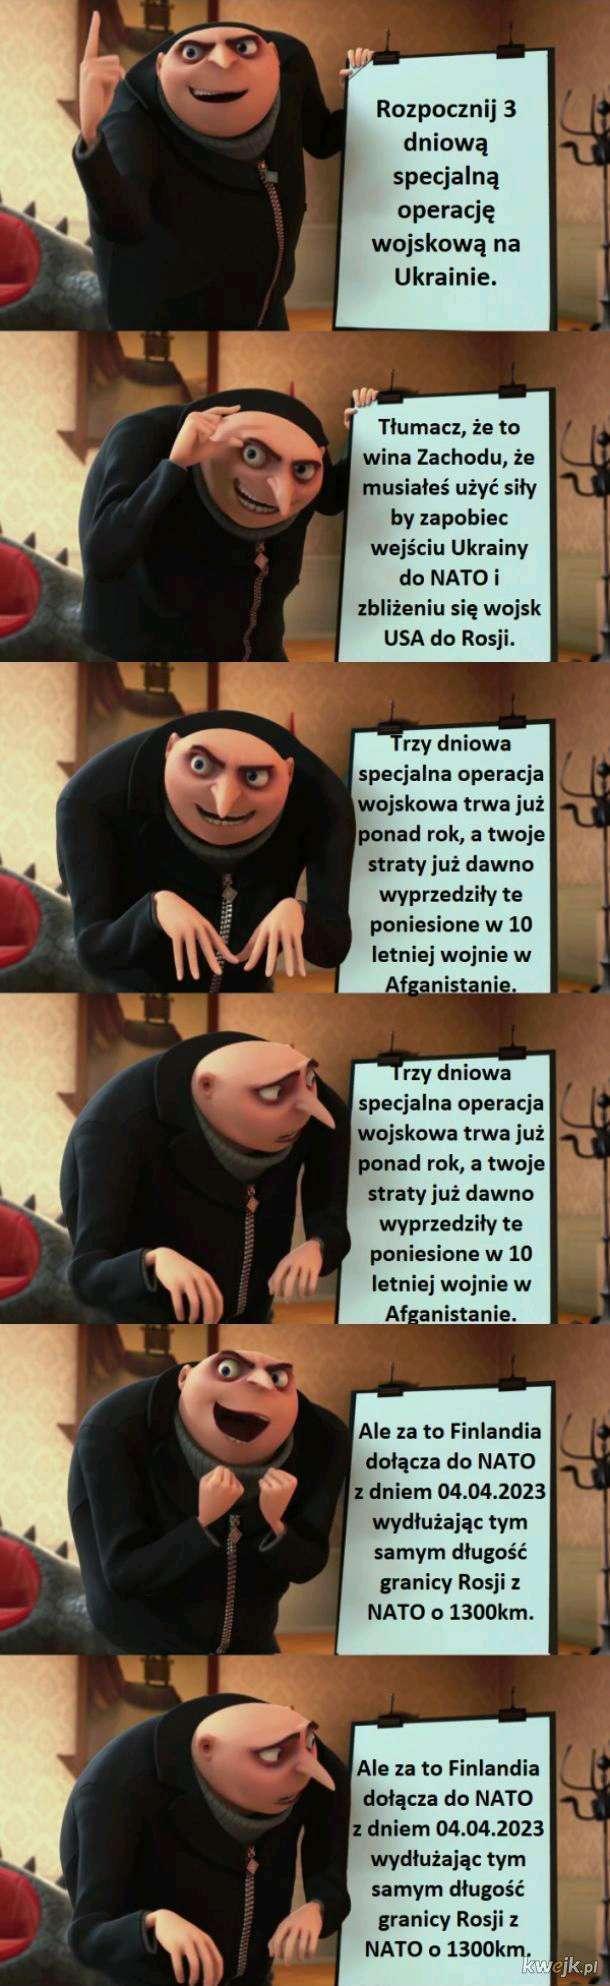 Rozpocznij 3
dniową
specjalną
operację
wojskową na
Ukrainie.
Tłumacz, że to
wina Zachodu, że
musiałeś użyć siły
by zapobiec
wejściu Ukrainy
do NATO i
zbliżeniu się wojsk
USA do Rosji.
Trzy dniowa
specjalna operacja
wojskowa trwa już
ponad rok, a twoje
straty już dawno
wyprzedziły te
poniesione w 10
letniej wojnie w
Afganistanie.
Trzy dniowa
specjalna operacja
wojskowa trwa już
ponad rok, a twoje
straty już dawno
wyprzedziły te
poniesione w 10
letniej wojnie w
Afganistanie.
Ale za to Finlandia
dołącza do NATO
z dniem 04.04.2023
wydłużając tym
samym długość
granicy Rosji z
NATO o 1300km.
Ale za to Finlandia
dołącza do NATO
z dniem 04.04.2023
wydłużając tym
samym długość
granicy Rosji z
NATO o 1300km.
kwejk.pl